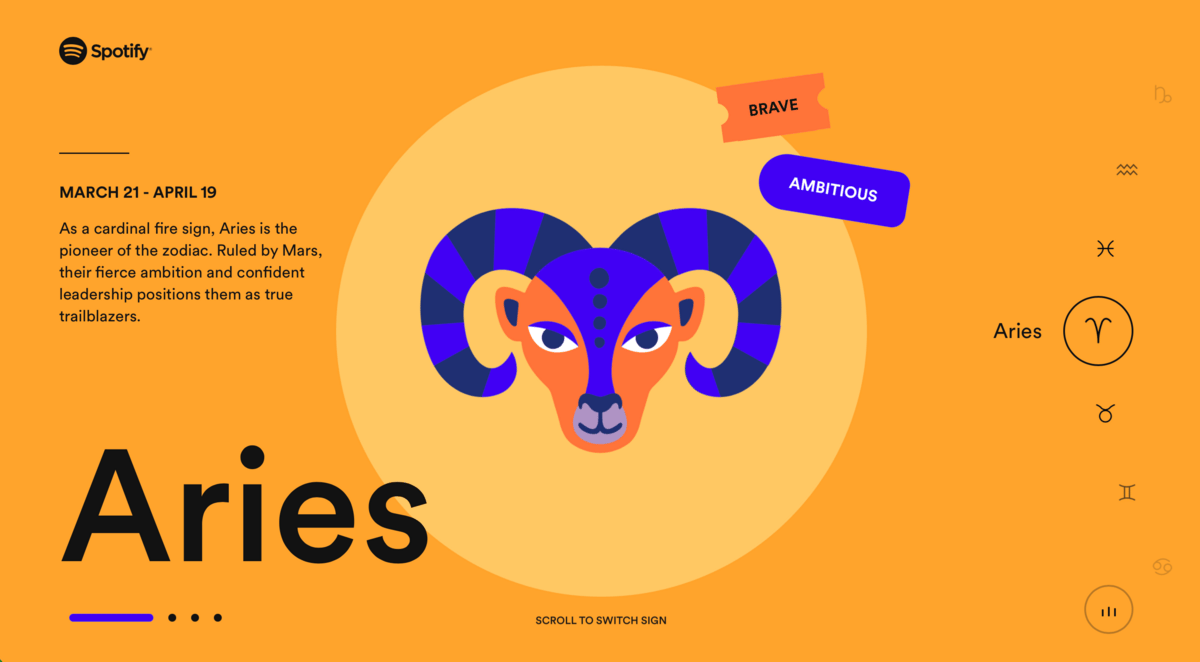 Spotify
BRAVE
AMBITIOUS
MARCH 21 - APRIL 19
As a cardinal fire sign, Aries is the
pioneer of the zodiac. Ruled by Mars,
their fierce ambition and confident
leadership positions them as true
trailblazers.
Aries
Aries
SCROLL TO SWITCH SIGN